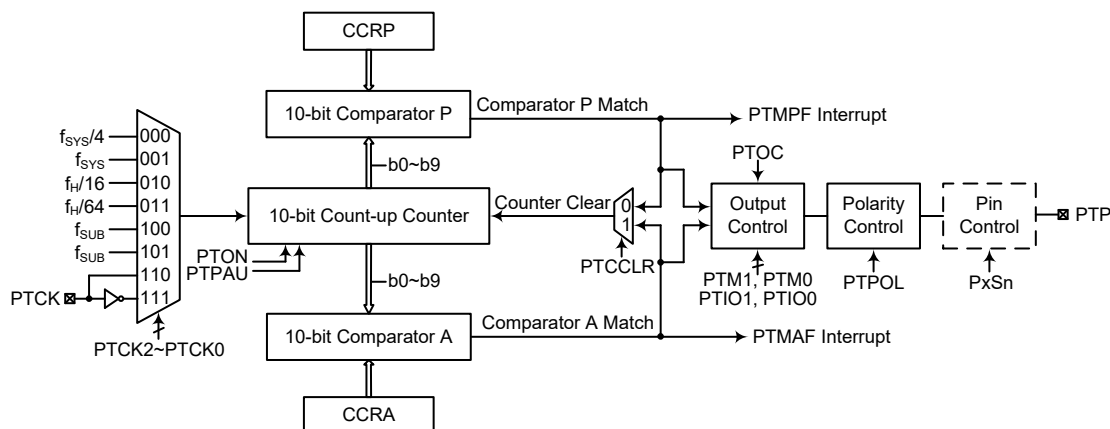 CCRP
10-bit Comparator P
Comparator P Match
PTMPF Interrupt
b0~b9
fSYS/4
000
fSYS
001
fH/16
010
fH/64
011
fSUB
100
fSUB
101
110
PTCK
111
PTCK2~PTCK0
10-bit Count-up Counter
PTON
PTPAU
Counter Clear
0
1
PTCCLR
PTOC
Output
Control
PTM1, PTM0
PTIO1, PTIO0
Polarity
Control
PTPOL
Pin
Control
PxSn
PTP
b0~b9
10-bit Comparator A
Comparator A Match
PTMAF Interrupt
CCRA